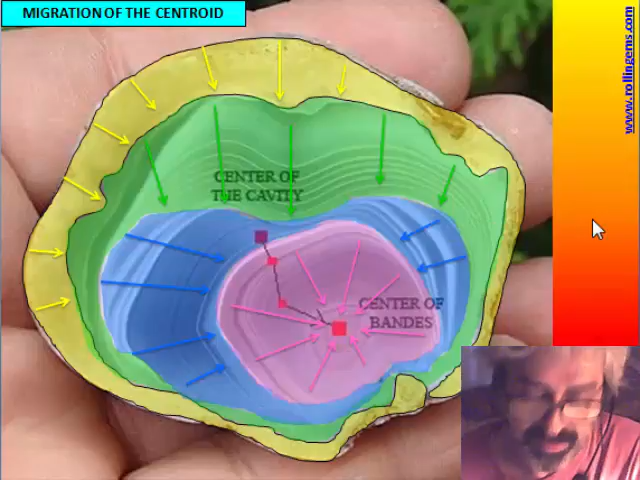 MIGRATION OF THE CENTROID
www.rollingems.com
CENTER OF
THE CAVITY
CENTER OF
BANDES